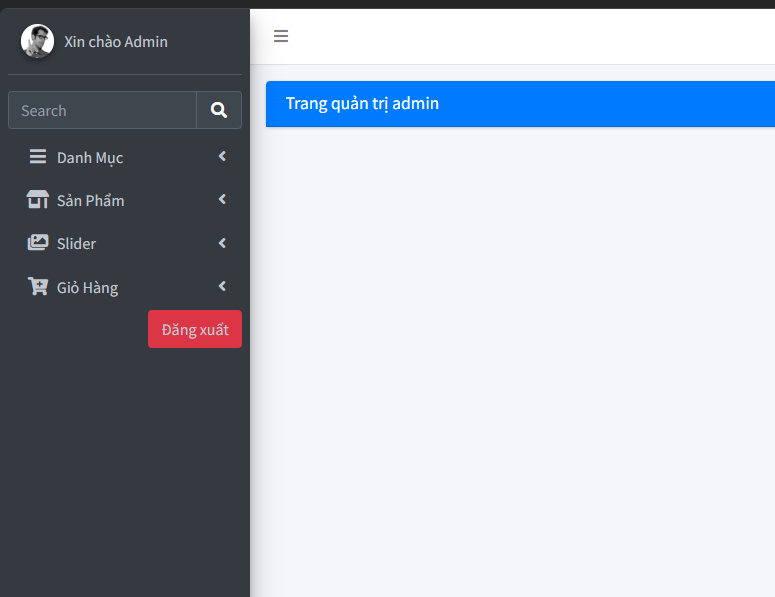 Xin chào Admin
Search
Danh Mục
Sản Phẩm
Slider
Giỏ Hàng
Đăng xuất
Trang quản trị admin